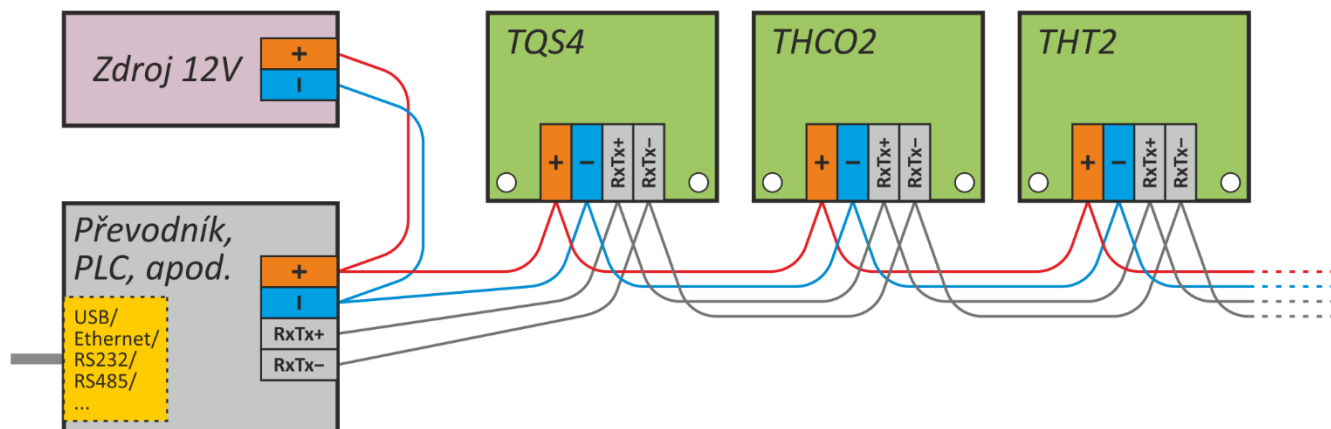 Zdroj 12V
+
–
Převodník,
PLC, apod.
USB/
Ethernet/
RS232/
RS485/
...
+
–
RxTx+
RxTx–
TQS4
+
–
RxTx+
RxTx–
THCO2
+
–
RxTx+
RxTx–
THT2
+
–
RxTx+
RxTx–